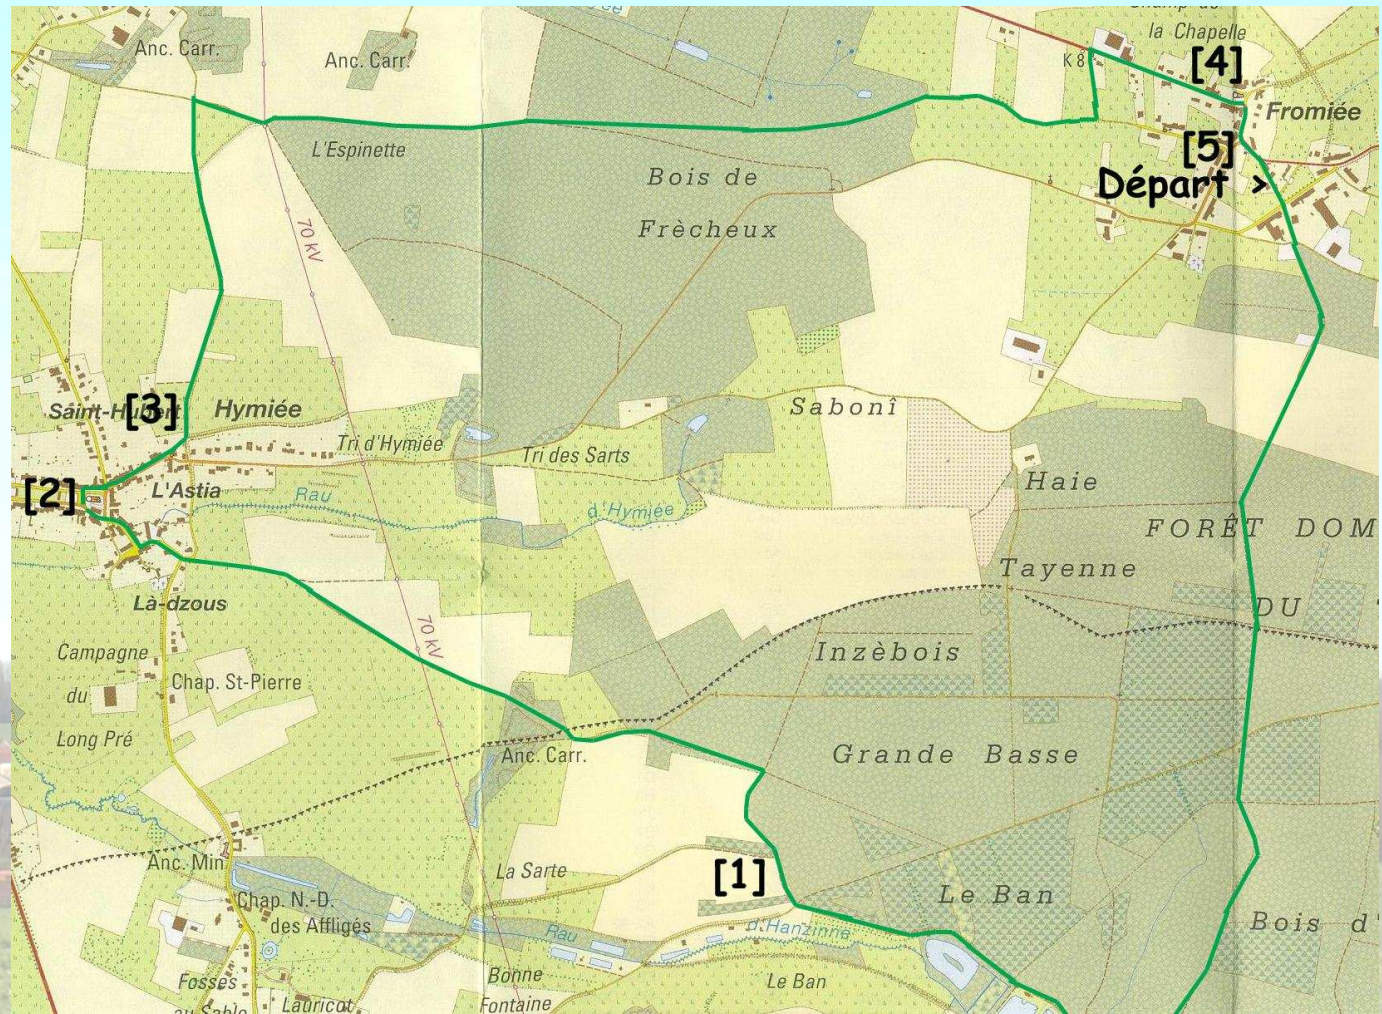 la Chapelle
Anc. Carr.
Anc. Carr.
K 8
[4]
Fromiée
L'Espinette
[5]
Bois de
Départ >
Frècheux
70 kV
[3]
Hymiée
Sabonî
Tri d'Hymiée
Tri des Sarts
[2]
L'Astia
Rau
d'Hymiée
Haie
FORÊT DOM
Tayenne
DU
Là-dzous
70 kV
Campagne
du
Long Pré
Chap. St-Pierre
Inzèbois
Anc. Carr.
Grande Basse
Anc. Min.
La Sarte
[1]
Le Ban
Chap. N.-D.
des Affligés
Rau
d'Hanzinne
Bois d'
Fosses
au Sable
Lauricot
Bonne
Fontaine
Le Ban